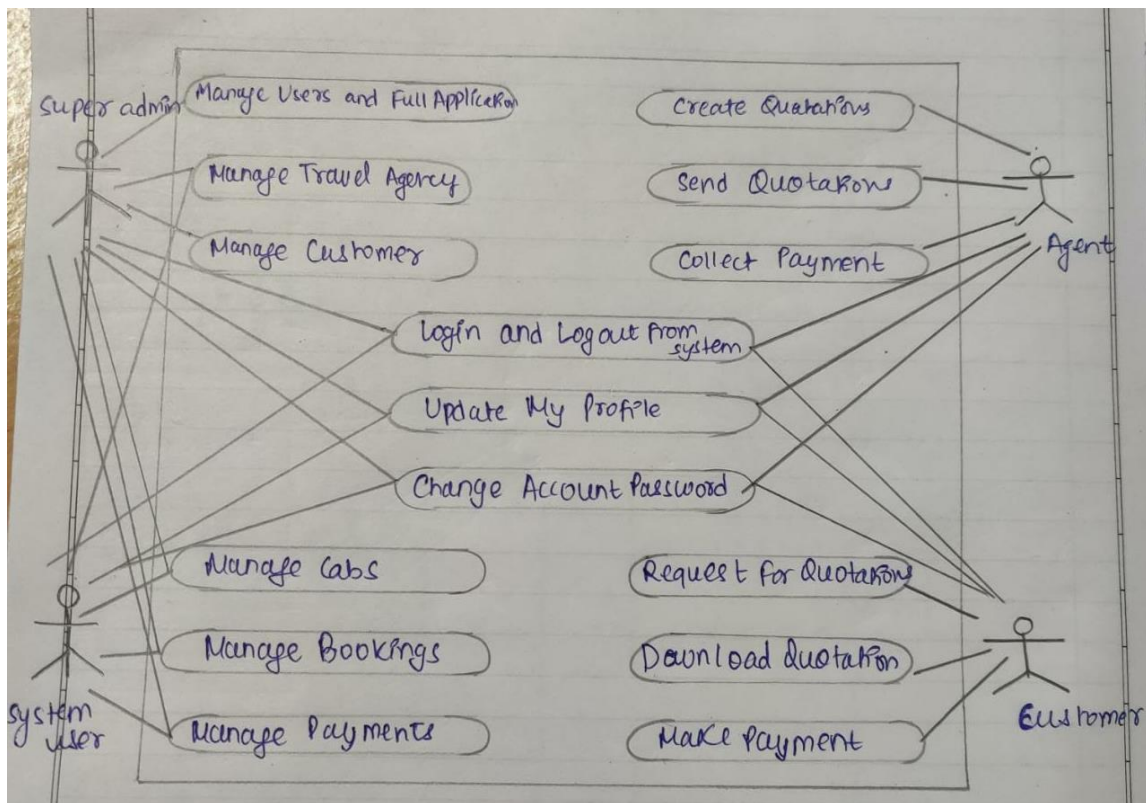 super admin
Manage Users and Full Application
Manage Travel Agency
Manage Customer
Create Quatations
Send Quotations
Collect Payment
Agent
Login and Logout from
system
Update My Profile
Change Account Password
Manage Cabs
Manage Bookings
Manage Payments
system
user
Request for Quotations
Download Quotation
Make Payment
Customer